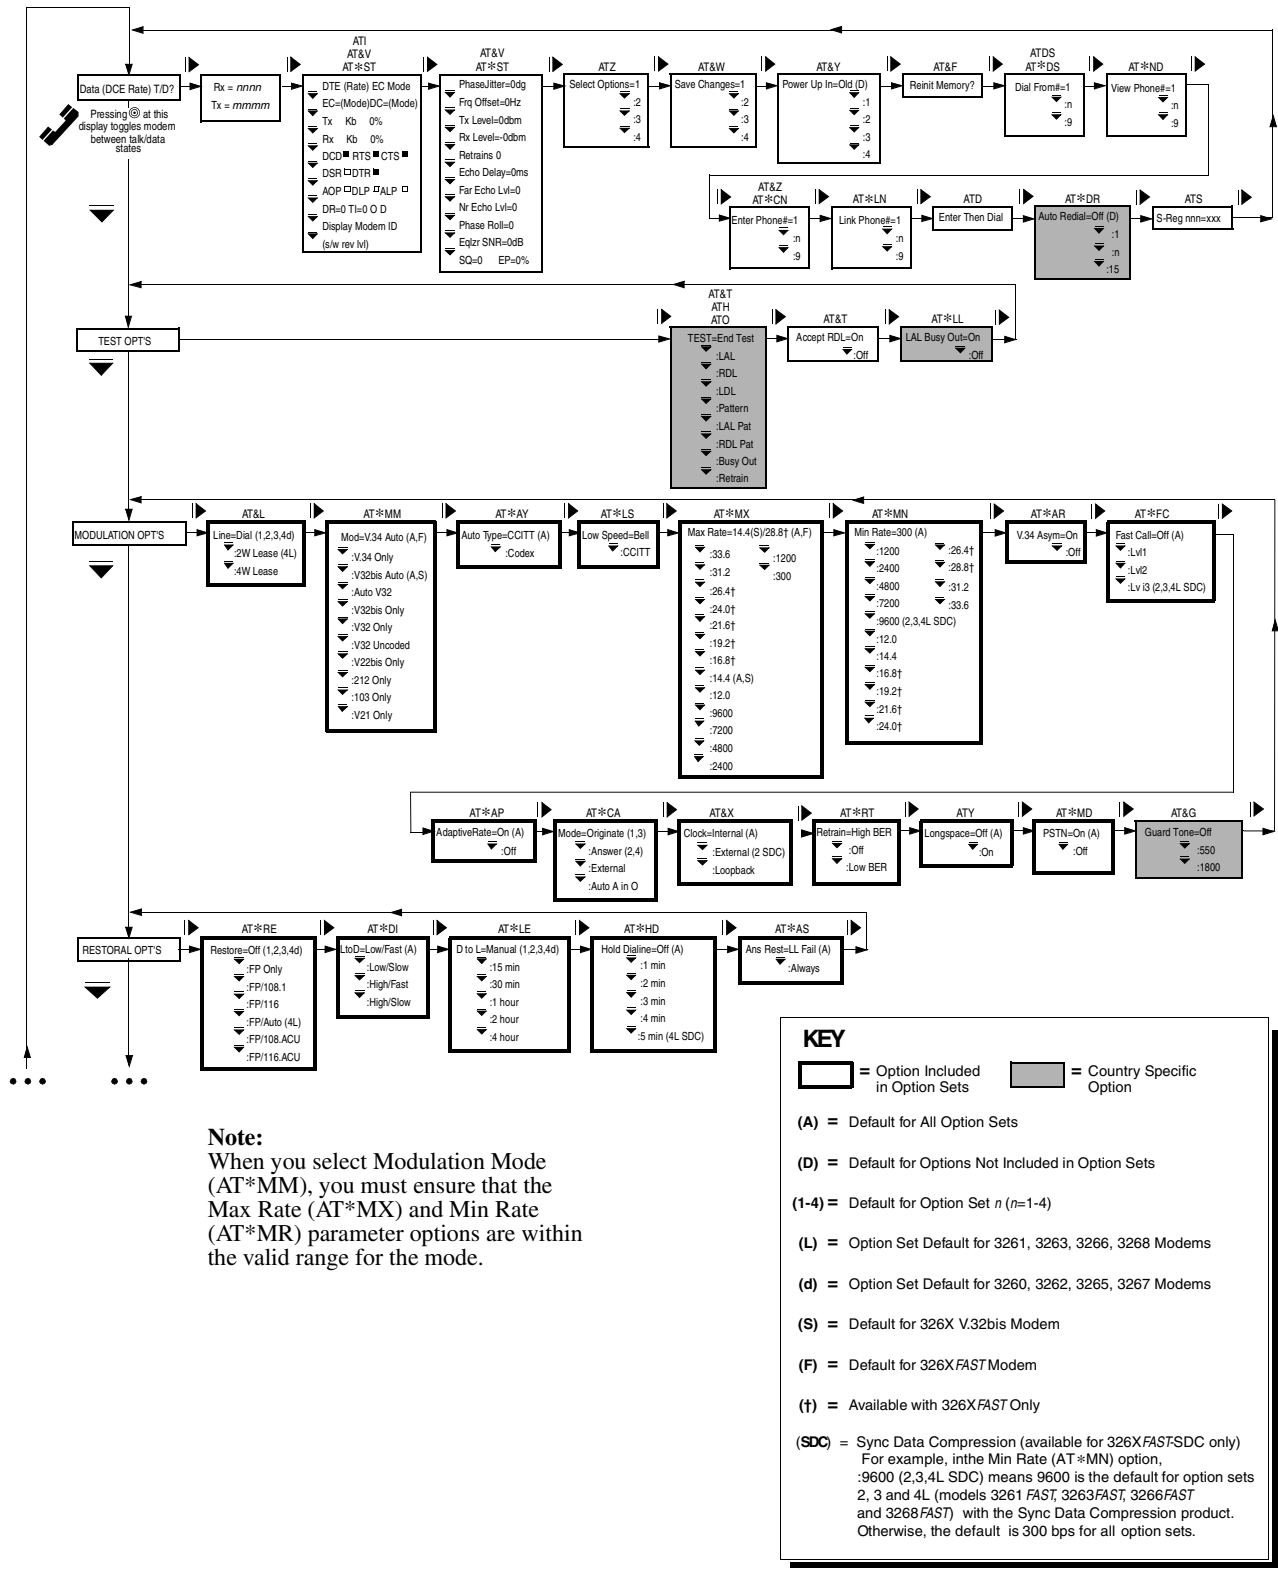 ATI
AT&V
AT*ST
AT&V
AT*ST
ATZ
AT&W
AT&Y
AT&F
ATDS
AT*DS
AT*ND
Data (DCE Rate) T/D?
Pressing ◎ at this
display toggles modem
between talk/data
states
Rx = nnnn
Tx = mmmm
DTE (Rate) EC Mode
EC=(Mode)DC=(Mode)
Tx Kb 0%
Rx Kb 0%
DCD■ RTS■ CTS■
DSR□DTR■
AOP□DLP□ALP □
DR=0 TI=0 O D
Display Modem ID
(s/w rev lvl)
PhaseJitter=0dg
Frq Offset=0Hz
Tx Level=0dbm
Rx Level=-0dbm
Retrains 0
Echo Delay=0ms
Far Echo Lvl=0
Nr Echo Lvl=0
Phase Roll=0
Eqlzr SNR=0dB
SQ=0 EP=0%
Select Options=1
:2
:3
:4
Save Changes=1
:2
:3
:4
Power Up In=Old (D)
:1
:2
:3
:4
Reinit Memory?
Dial From#=1
:n
:9
View Phone#=1
:n
:9
AT&Z
AT*CN
Enter Phone#=1
:n
:9
AT*LN
Link Phone#=1
:n
:9
ATD
Enter Then Dial
AT*DR
Auto Redial=Off (D)
:1
:n
:15
ATS
S-Reg nnn=xxx
TEST OPT'S
AT&T
ATH
ATO
TEST=End Test
:LAL
:RDL
:LDL
:Pattern
:LAL Pat
:RDL Pat
:Busy Out
:Retrain
AT&T
Accept RDL=On
:Off
AT*LL
LAL Busy Out=On
:Off
MODULATION OPT'S
AT&L
Line=Dial (1,2,3,4d)
:2W Lease (4L)
:4W Lease
AT*MM
Mod=V.34 Auto (A,F)
:V.34 Only
:V32bis Auto (A,S)
:Auto V32
:V32bis Only
:V32 Only
:V32 Uncoded
:V22bis Only
:212 Only
:103 Only
:V21 Only
AT*AY
Auto Type=CCITT (A)
:Codex
AT*LS
Low Speed=Bell
:CCITT
AT*MX
Max Rate=14.4(S)/28.8† (A,F)
:33.6
:31.2
:26.4†
:24.0†
:21.6†
:19.2†
:16.8†
:14.4 (A,S)
:12.0
:9600
:7200
:4800
:2400
:1200
:300
AT*MN
Min Rate=300 (A)
:1200
:2400
:4800
:7200
:9600 (2,3,4L SDC)
:12.0
:14.4
:16.8†
:19.2†
:21.6†
:24.0†
:26.4†
:28.8†
:31.2
:33.6
AT*AR
V.34 Asym=On
:Off
AT*FC
Fast Call=Off (A)
:Lvl1
:Lvl2
:Lv i3 (2,3,4L SDC)
AT*AP
AdaptiveRate=On (A)
:Off
AT*CA
Mode=Originate (1,3)
:Answer (2,4)
:External
:Auto A in O
AT&X
Clock=Internal (A)
:External (2 SDC)
:Loopback
AT*RT
Retrain=High BER
:Off
:Low BER
ATY
Longspace=Off (A)
:On
AT*MD
PSTN=On (A)
:Off
AT&G
Guard Tone=Off
:550
:1800
RESTORAL OPT'S
AT*RE
Restore=Off (1,2,3,4d)
:FP Only
:FP/108.1
:FP/116
:FP/Auto (4L)
:FP/108.ACU
:FP/116.ACU
AT*DI
LtoD=Low/Fast (A)
:Low/Slow
:High/Fast
:High/Slow
AT*LE
D to L=Manual (1,2,3,4d)
:15 min
:30 min
:1 hour
:2 hour
:4 hour
AT*HD
Hold Dialine=Off (A)
:1 min
:2 min
:3 min
:4 min
:5 min (4L SDC)
AT*AS
Ans Rest=LL Fail (A)
:Always
Note:
When you select Modulation Mode
(AT*MM), you must ensure that the
Max Rate (AT*MX) and Min Rate
(AT*MR) parameter options are within
the valid range for the mode.
KEY
= Option Included
in Option Sets
= Country Specific
Option
(A) = Default for All Option Sets
(D) = Default for Options Not Included in Option Sets
(1-4) = Default for Option Set n (n=1-4)
(L) = Option Set Default for 3261, 3263, 3266, 3268 Modems
(d) = Option Set Default for 3260, 3262, 3265, 3267 Modems
(S) = Default for 326X V.32bis Modem
(F) = Default for 326XFAST Modem
(†) = Available with 326XFAST Only
(SDC) = Sync Data Compression (available for 326XFAST-SDC only)
For example, inthe Min Rate (AT*MN) option,
:9600 (2,3,4L SDC) means 9600 is the default for option sets
2, 3 and 4L (models 3261 FAST, 3263FAST, 3266FAST
and 3268FAST) with the Sync Data Compression product.
Otherwise, the default is 300 bps for all option sets.